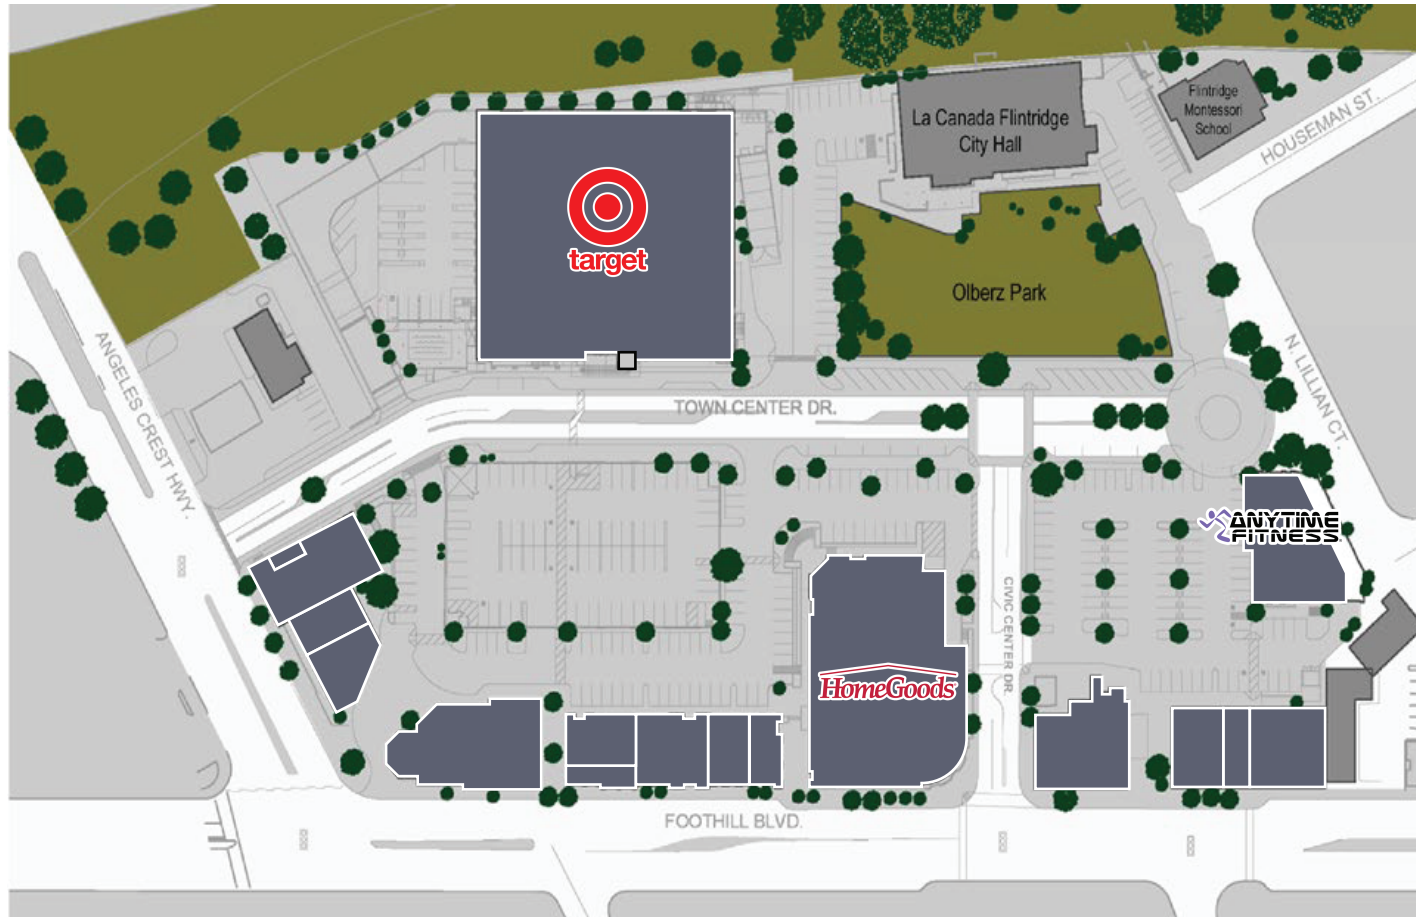 La Canada Flintridge
City Hall
Flintridge
Montessori
School
HOUSEMAN ST.
target
Olberz Park
ANGELES CREST HWY.
N. LILLIAN CT.
TOWN CENTER DR.
ANYTIME
FITNESS
CIVIC CENTER DR.
HomeGoods
FOOTHILL BLVD.